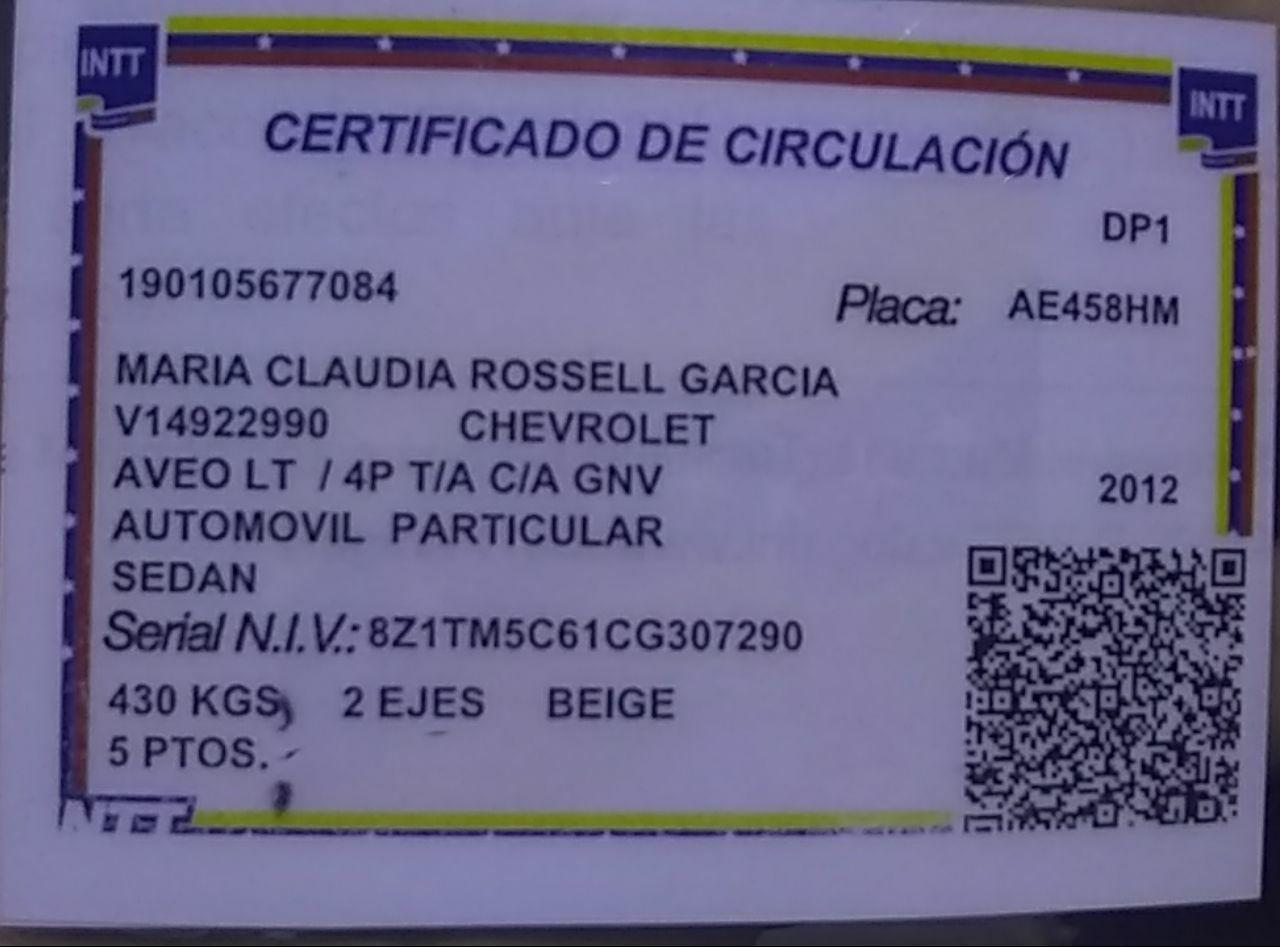 INTT
INTT
CERTIFICADO DE CIRCULACIÓN
DP1
190105677084
Placa: AE458HM
MARIA CLAUDIA ROSSELL GARCIA
V14922990 CHEVROLET
AVEO LT / 4P T/A C/A GNV
2012
AUTOMOVIL PARTICULAR
SEDAN
Serial N.I.V.: 8Z1TM5C61CG307290
430 KGS, 2 EJES BEIGE
5 PTOS.